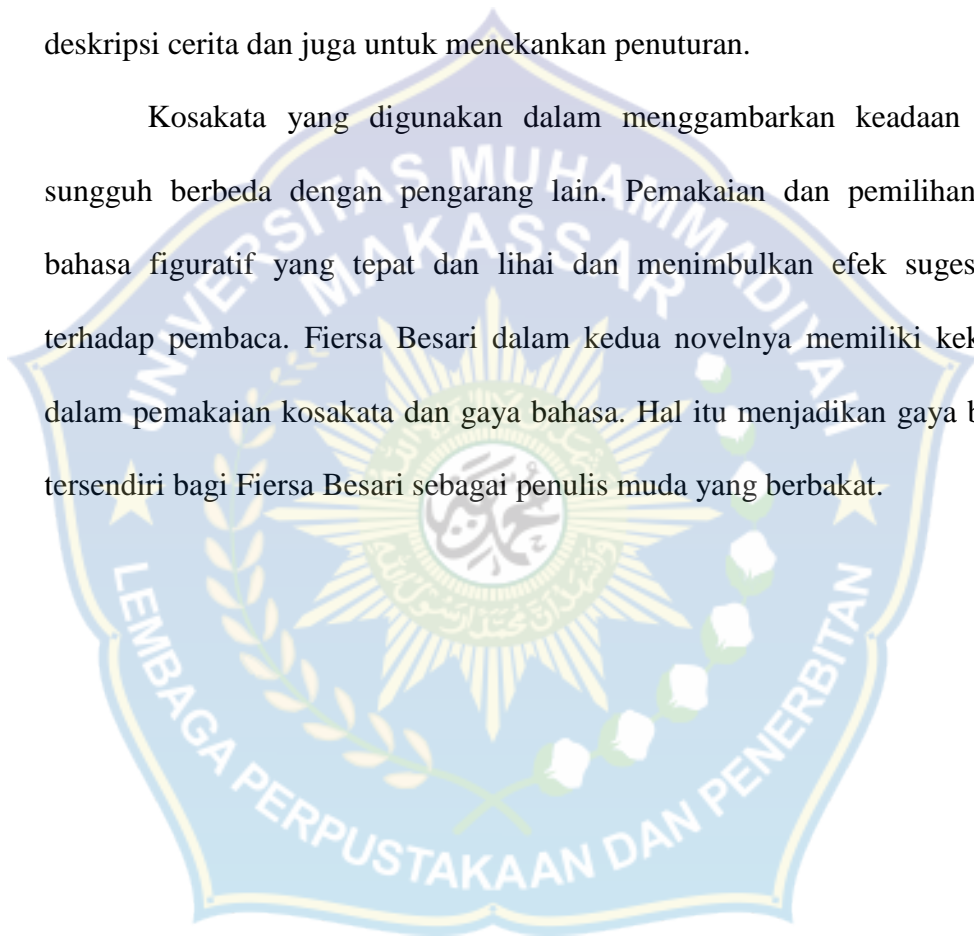 deskripsi cerita dan juga untuk menekankan penuturan.
Kosakata yang digunakan dalam menggambarkan keadaan
sungguh berbeda dengan pengarang lain. Pemakaian dan pemilihan
bahasa figuratif yang tepat dan lihai dan menimbulkan efek suges
terhadap pembaca. Fiersa Besari dalam kedua novelnya memiliki kek
dalam pemakaian kosakata dan gaya bahasa. Hal itu menjadikan gaya b
tersendiri bagi Fiersa Besari sebagai penulis muda yang berbakat.
UNIVERSITAS MUHAMMADIYAH
MAKASSAR
LEMBAGA PERPUSTAKAAN DAN PENERBITAN